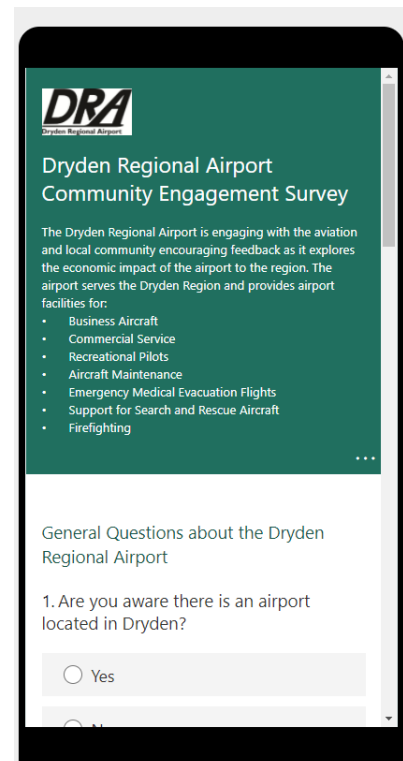 DRA
Dryden Regional Airport
Dryden Regional Airport
Community Engagement Survey
The Dryden Regional Airport is engaging with the aviation
and local community encouraging feedback as it explores
the economic impact of the airport to the region. The
airport serves the Dryden Region and provides airport
facilities for:
• Business Aircraft
• Commercial Service
• Recreational Pilots
• Aircraft Maintenance
• Emergency Medical Evacuation Flights
• Support for Search and Rescue Aircraft
• Firefighting
...
General Questions about the Dryden
Regional Airport
1. Are you aware there is an airport
located in Dryden?
Yes